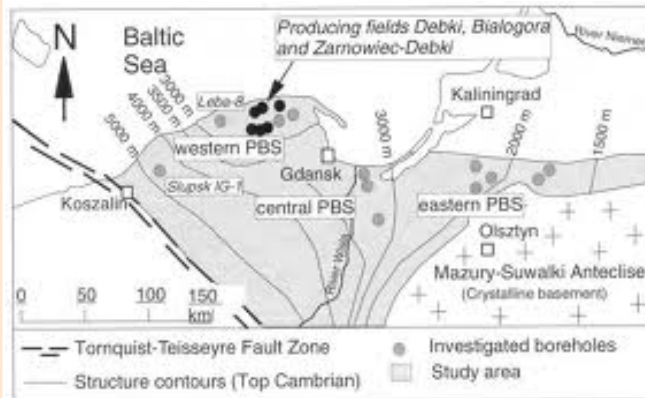 Producing fields Debki, Bialogora
and Zarnowiec-Debki
N
Baltic
Sea
River Niemen
Kaliningrad
Leba-8
3000 m
3500 m
4000 m
5000 m
western PBS
Gdansk
3000 m
2000 m
1500 m
Slupsk IG-1
Koszalin
central PBS
eastern PBS
River Wisla
Olsztyn
Mazury-Suwalki Anteclise
(Crystalline basement)
0 50 100 150
km
Tornquist-Teisseyre Fault Zone
Investigated boreholes
Structure contours (Top Cambrian)
Study area